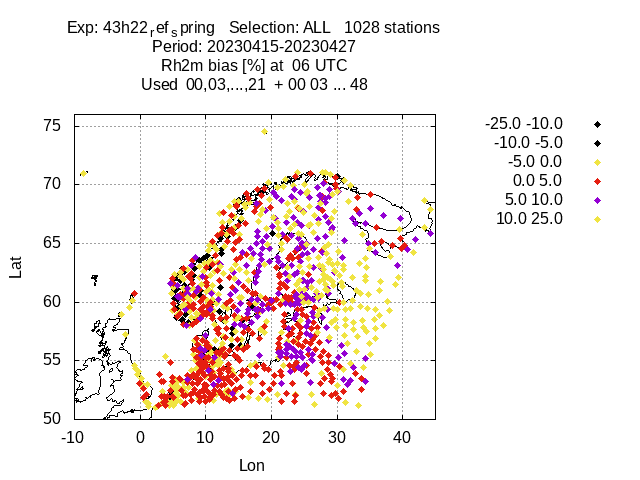 Exp: 43h22refspring Selection: ALL 1028 stations
Period: 20230415-20230427
Rh2m bias [%] at 06 UTC
Used 00,03,...,21 + 00 03 ... 48
-25.0 -10.0
-10.0 -5.0
-5.0 0.0
0.0 5.0
5.0 10.0
10.0 25.0
Lat
75
70
65
60
55
50
-10 0 10 20 30 40
Lon